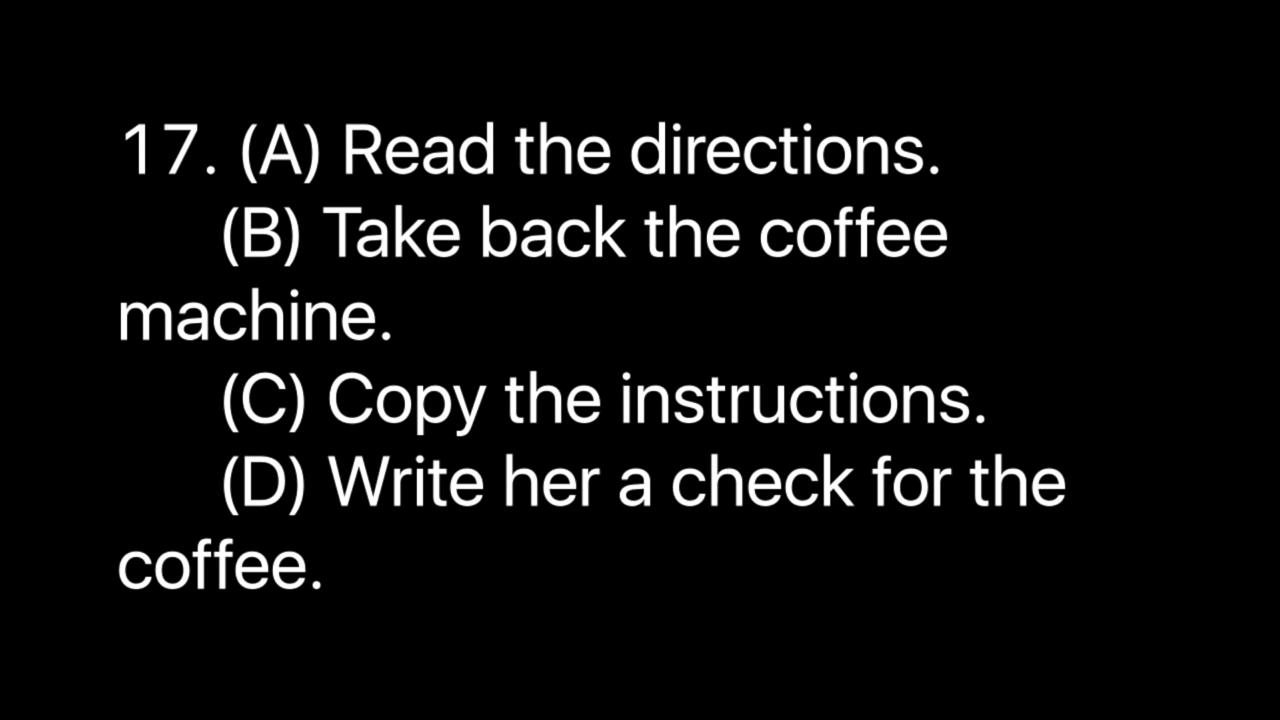 17. (A) Read the directions.
(B) Take back the coffee
machine.
(C) Copy the instructions.
(D) Write her a check for the
coffee.